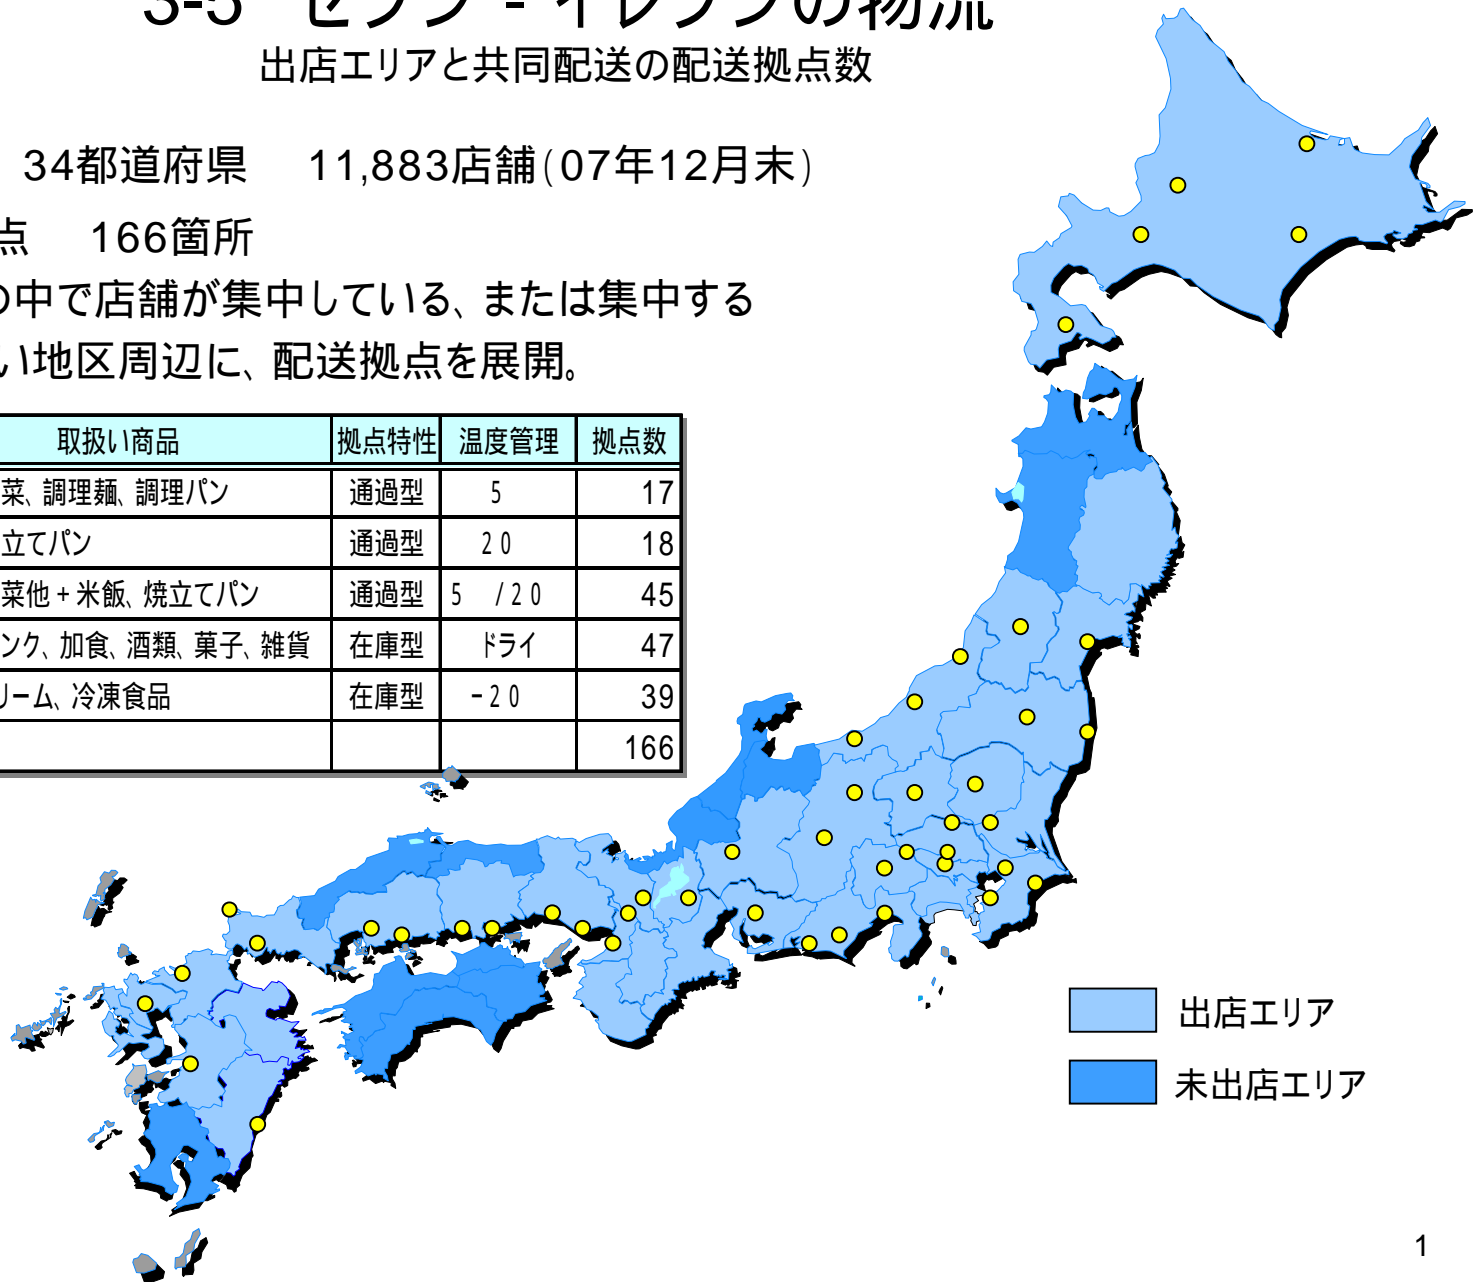 3-5 セブン - イレブンの物流
出店エリアと共同配送の配送拠点数
34都道府県 11,883店舗(07年12月末)
点 166箇所
の中で店舗が集中している、または集中する
い地区周辺に、配送拠点を展開。
取扱い商品 拠点特性 温度管理 拠点数
菜、調理麺、調理パン 通過型 5 17
立てパン 通過型 20 18
菜他+米飯、焼立てパン 通過型 5 /20 45
ンク、加食、酒類、菓子、雑貨 在庫型 ドライ 47
リーム、冷凍食品 在庫型 -20 39
166
出店エリア
未出店エリア
1